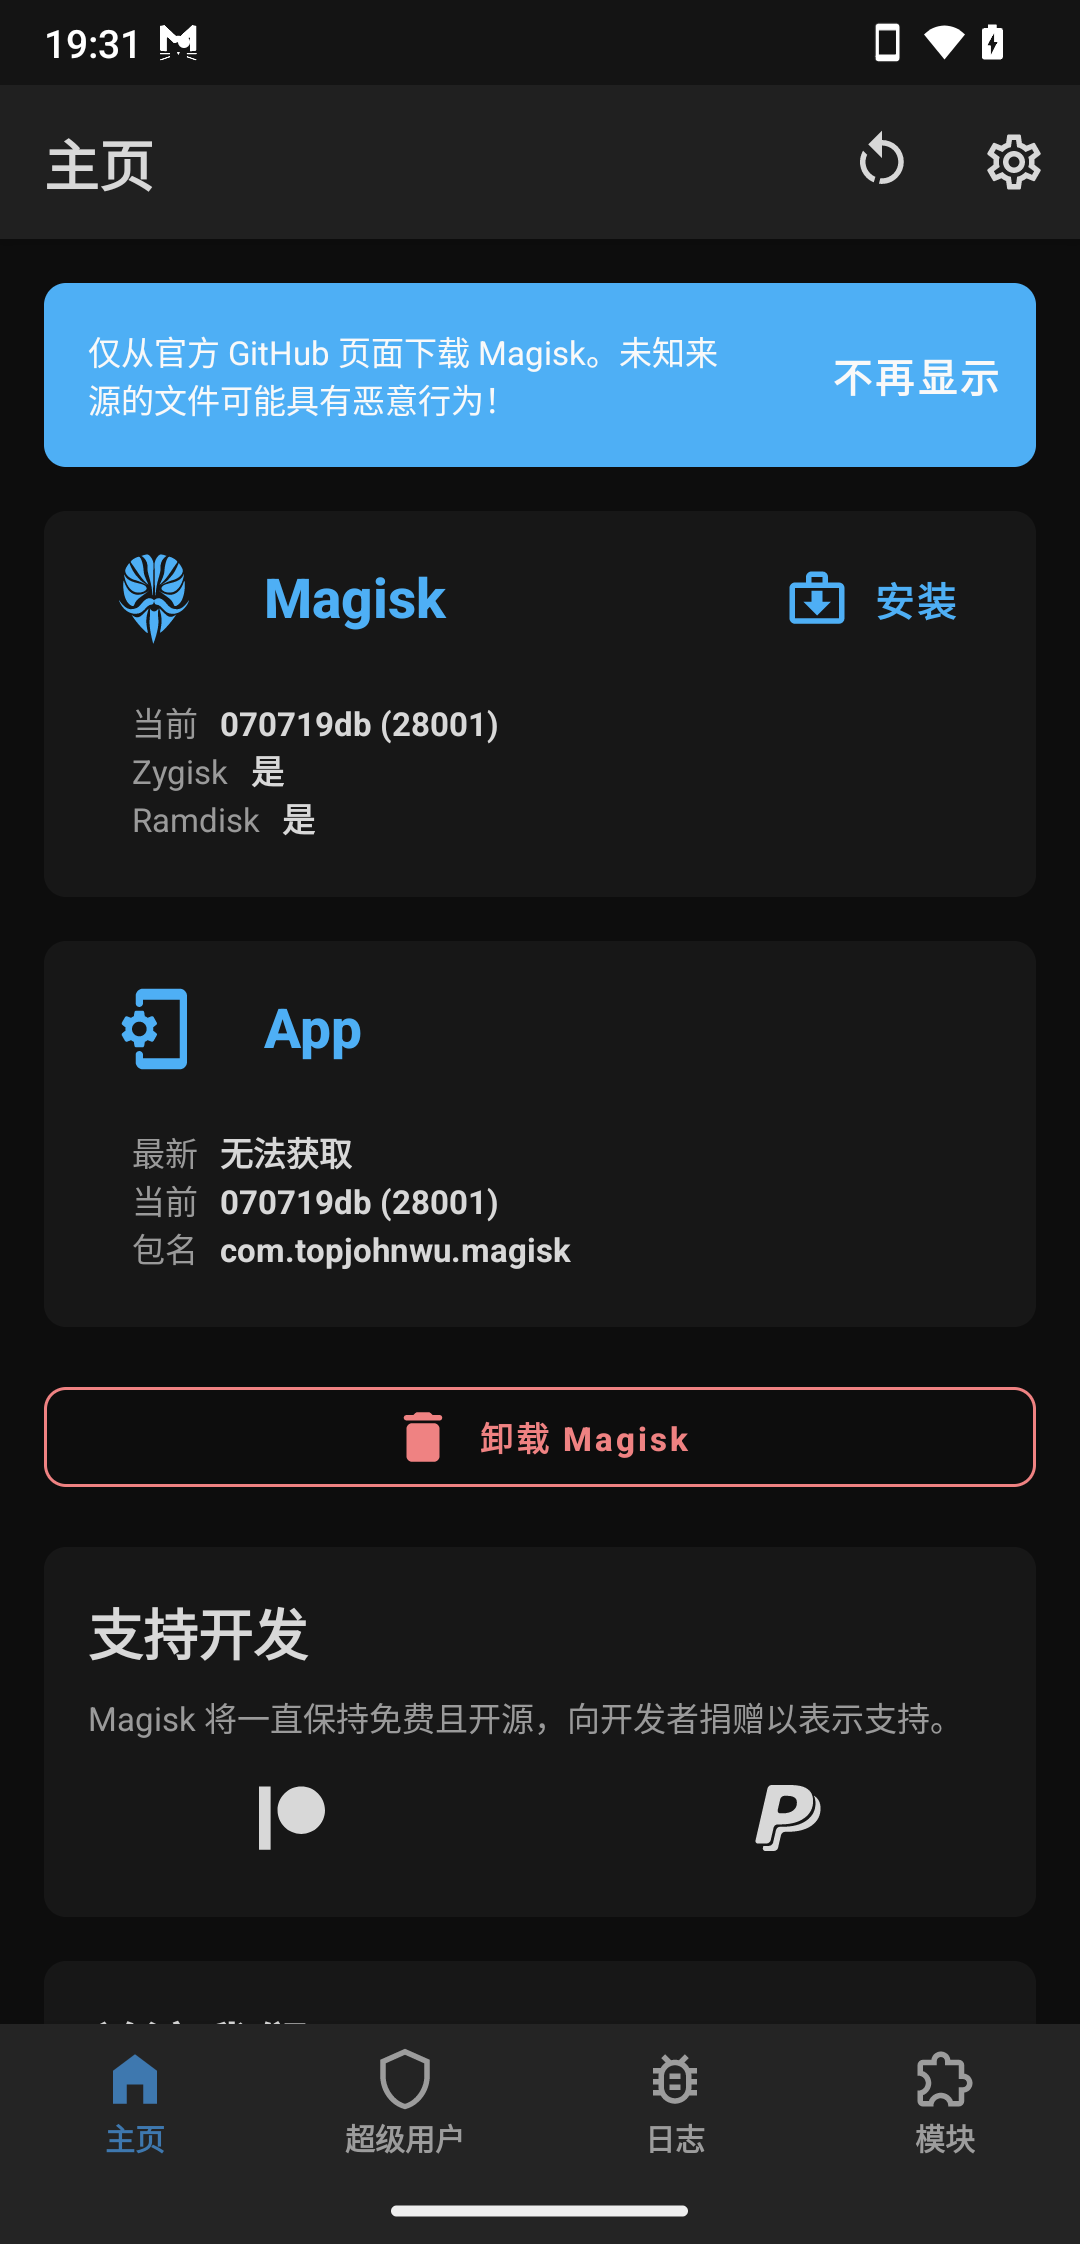 19:31
主页
仅从官方 GitHub 页面下载 Magisk。未知来
源的文件可能具有恶意行为！
不再显示
Magisk
安装
当前 070719db (28001)
Zygisk 是
Ramdisk 是
App
最新 无法获取
当前 070719db (28001)
包名 com.topjohnwu.magisk
卸载 Magisk
支持开发
Magisk 将一直保持免费且开源，向开发者捐赠以表示支持。
主页
超级用户
日志
模块